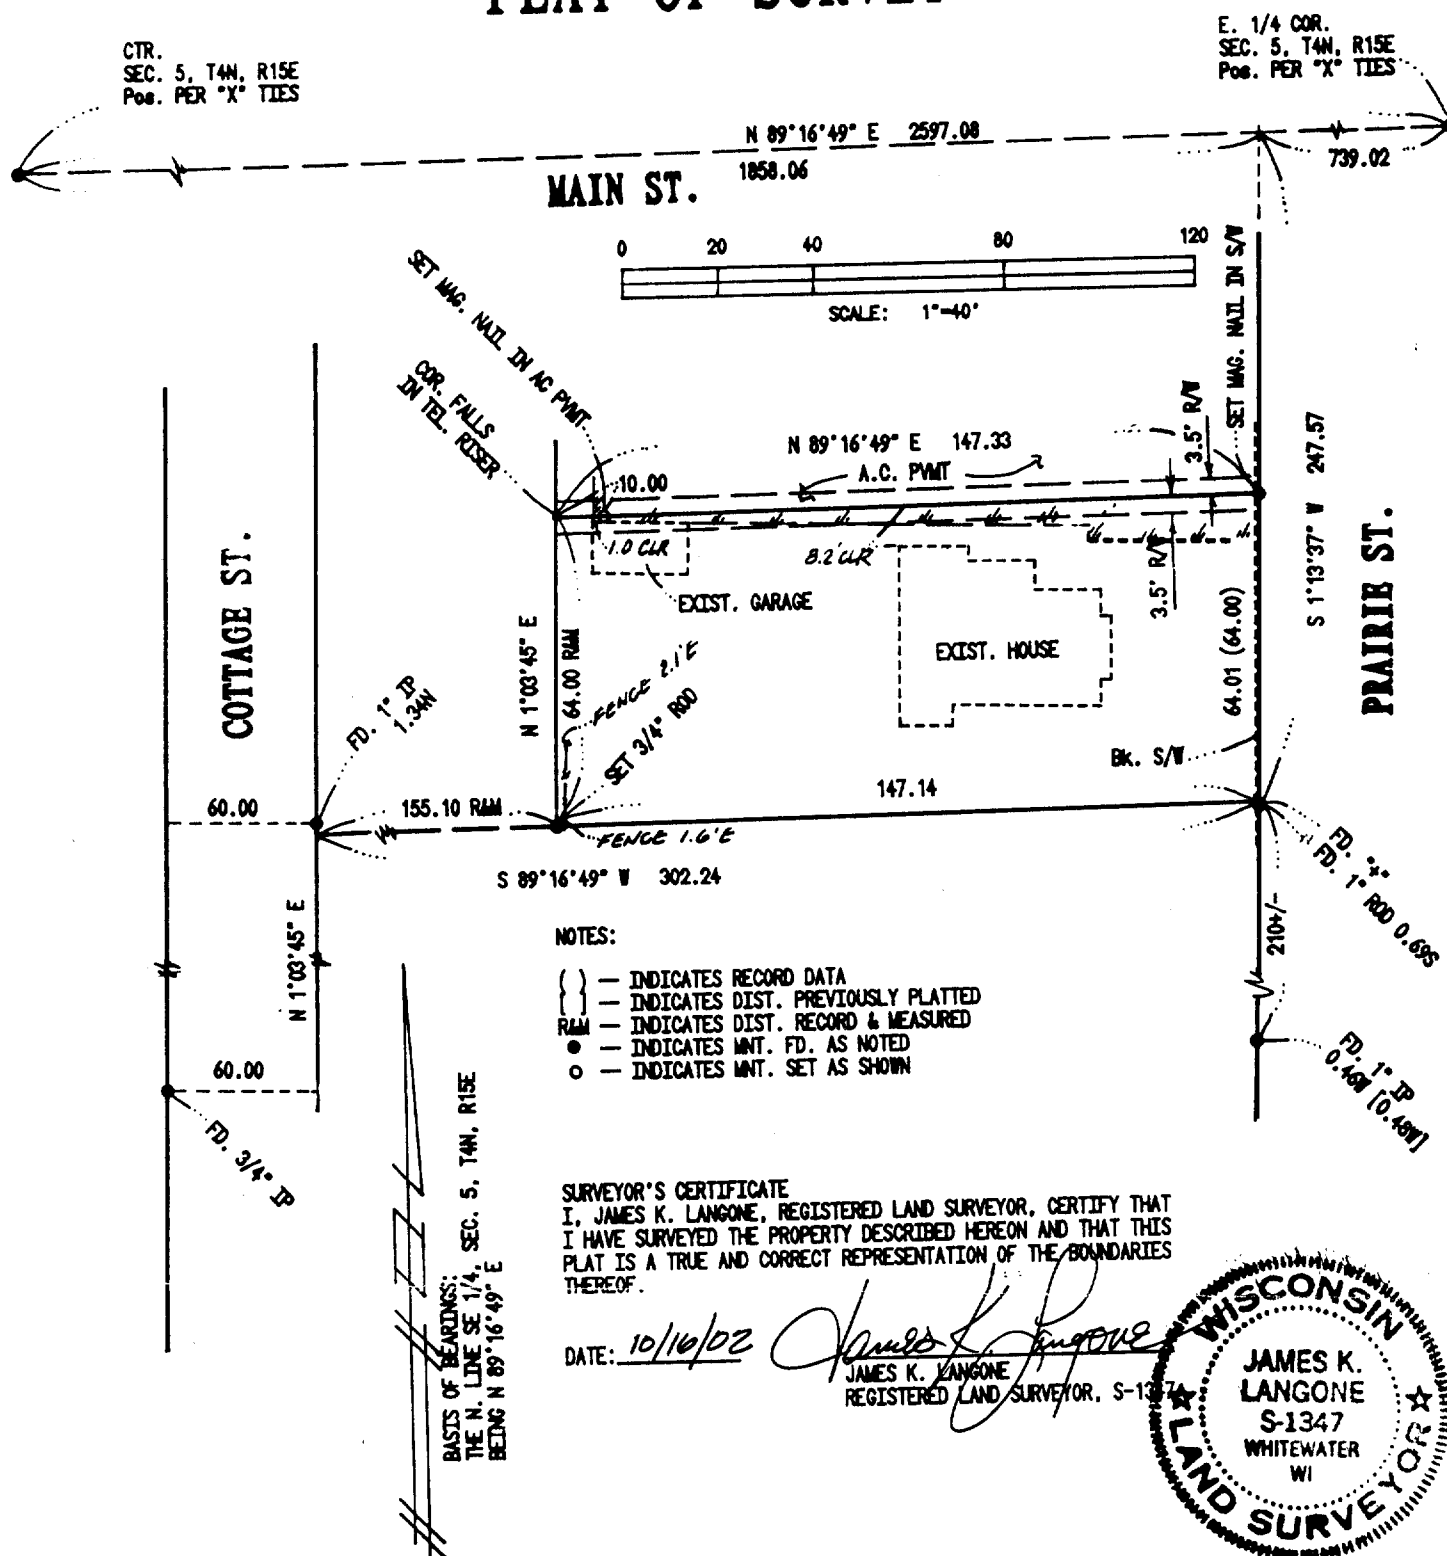 PLAT OF SURVEY
CTR.
SEC. 5, T4N, R15E
Pos. PER "X" TIES
E. 1/4 COR.
SEC. 5, T4N, R15E
Pos. PER "X" TIES
N 89°16'49" E 2597.08
1858.06
739.02
MAIN ST.
0 20 40 80 120
SCALE: 1"=40'
SET MAG. NAIL IN AC PVMT
COR. FALLS
IN TEL. RISER
SET MAG. NAIL IN S/W
3.5' R/W
N 89°16'49" E 147.33
A.C. PVMT
10.00
1.0 CLR
8.2' CLR
EXIST. GARAGE
EXIST. HOUSE
3.5' R/W
S 1°13'37" W 247.57
PRAIRIE ST.
COTTAGE ST.
N 1°03'45" E
64.00 R&M
FENCE 2.1'E
SET 3/4" ROD
64.01 (64.00)
Bk. S/W
FD. 1" IP
1.34N
60.00
155.10 R&M
147.14
FENCE 1.6'E
S 89°16'49" W 302.24
FD. "x"
FD. 1" ROD 0.69S
210+/-
N 1°03'45" E
NOTES:
( ) — INDICATES RECORD DATA
[ ] — INDICATES DIST. PREVIOUSLY PLATTED
R&M — INDICATES DIST. RECORD & MEASURED
● — INDICATES MNT. FD. AS NOTED
○ — INDICATES MNT. SET AS SHOWN
60.00
FD. 3/4" IP
FD. 1" IP
0.46W [0.48W]
BASIS OF BEARINGS:
THE N. LINE SE 1/4, SEC. 5, T4N, R15E
BEING N 89°16'49" E
SURVEYOR'S CERTIFICATE
I, JAMES K. LANGONE, REGISTERED LAND SURVEYOR, CERTIFY THAT
I HAVE SURVEYED THE PROPERTY DESCRIBED HEREON AND THAT THIS
PLAT IS A TRUE AND CORRECT REPRESENTATION OF THE BOUNDARIES
THEREOF.
DATE: 10/16/02
James K. Langone
JAMES K. LANGONE
REGISTERED LAND SURVEYOR, S-1347
WISCONSIN
JAMES K.
LANGONE
S-1347
WHITEWATER
WI
LAND SURVEYOR